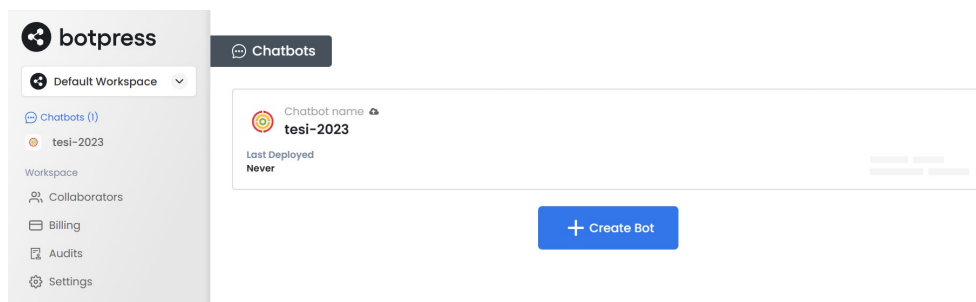 botpress
Default Workspace
Chatbots (1)
tesi-2023
Workspace
Collaborators
Billing
Audits
Settings
Chatbots
Chatbot name
tesi-2023
Last Deployed
Never
Create Bot